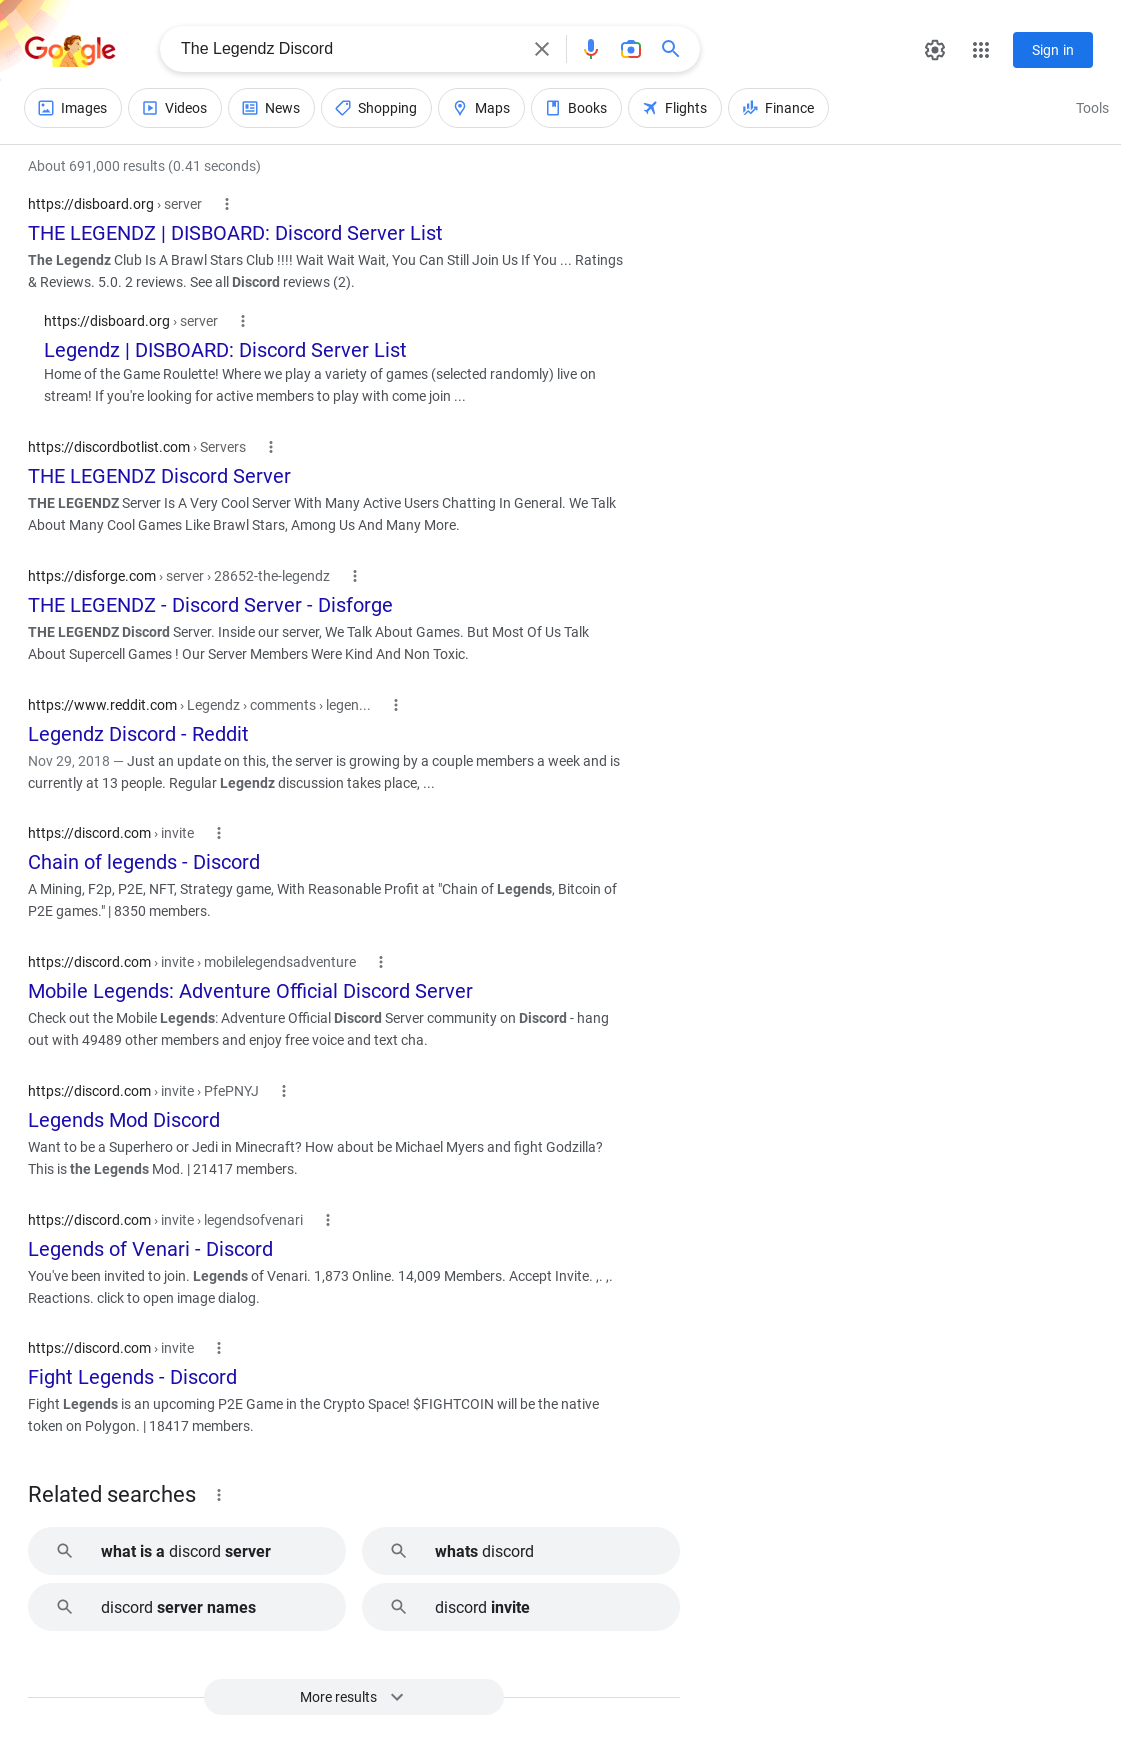 Google
The Legendz Discord
Sign in
Images
Videos
News
Shopping
Maps
Books
Flights
Finance
Tools
About 691,000 results (0.41 seconds)
https://disboard.org › server
THE LEGENDZ | DISBOARD: Discord Server List
The Legendz Club Is A Brawl Stars Club !!!! Wait Wait Wait, You Can Still Join Us If You ... Ratings
& Reviews. 5.0. 2 reviews. See all Discord reviews (2).
https://disboard.org › server
Legendz | DISBOARD: Discord Server List
Home of the Game Roulette! Where we play a variety of games (selected randomly) live on
stream! If you're looking for active members to play with come join ...
https://discordbotlist.com › Servers
THE LEGENDZ Discord Server
THE LEGENDZ Server Is A Very Cool Server With Many Active Users Chatting In General. We Talk
About Many Cool Games Like Brawl Stars, Among Us And Many More.
https://disforge.com › server › 28652-the-legendz
THE LEGENDZ - Discord Server - Disforge
THE LEGENDZ Discord Server. Inside our server, We Talk About Games. But Most Of Us Talk
About Supercell Games ! Our Server Members Were Kind And Non Toxic.
https://www.reddit.com › Legendz › comments › legen...
Legendz Discord - Reddit
Nov 29, 2018 — Just an update on this, the server is growing by a couple members a week and is
currently at 13 people. Regular Legendz discussion takes place, ...
https://discord.com › invite
Chain of legends - Discord
A Mining, F2p, P2E, NFT, Strategy game, With Reasonable Profit at "Chain of Legends, Bitcoin of
P2E games." | 8350 members.
https://discord.com › invite › mobilelegendsadventure
Mobile Legends: Adventure Official Discord Server
Check out the Mobile Legends: Adventure Official Discord Server community on Discord - hang
out with 49489 other members and enjoy free voice and text cha.
https://discord.com › invite › PfePNYJ
Legends Mod Discord
Want to be a Superhero or Jedi in Minecraft? How about be Michael Myers and fight Godzilla?
This is the Legends Mod. | 21417 members.
https://discord.com › invite › legendsofvenari
Legends of Venari - Discord
You've been invited to join. Legends of Venari. 1,873 Online. 14,009 Members. Accept Invite. ,. ,.
Reactions. click to open image dialog.
https://discord.com › invite
Fight Legends - Discord
Fight Legends is an upcoming P2E Game in the Crypto Space! $FIGHTCOIN will be the native
token on Polygon. | 18417 members.
Related searches
what is a discord server
whats discord
discord server names
discord invite
More results